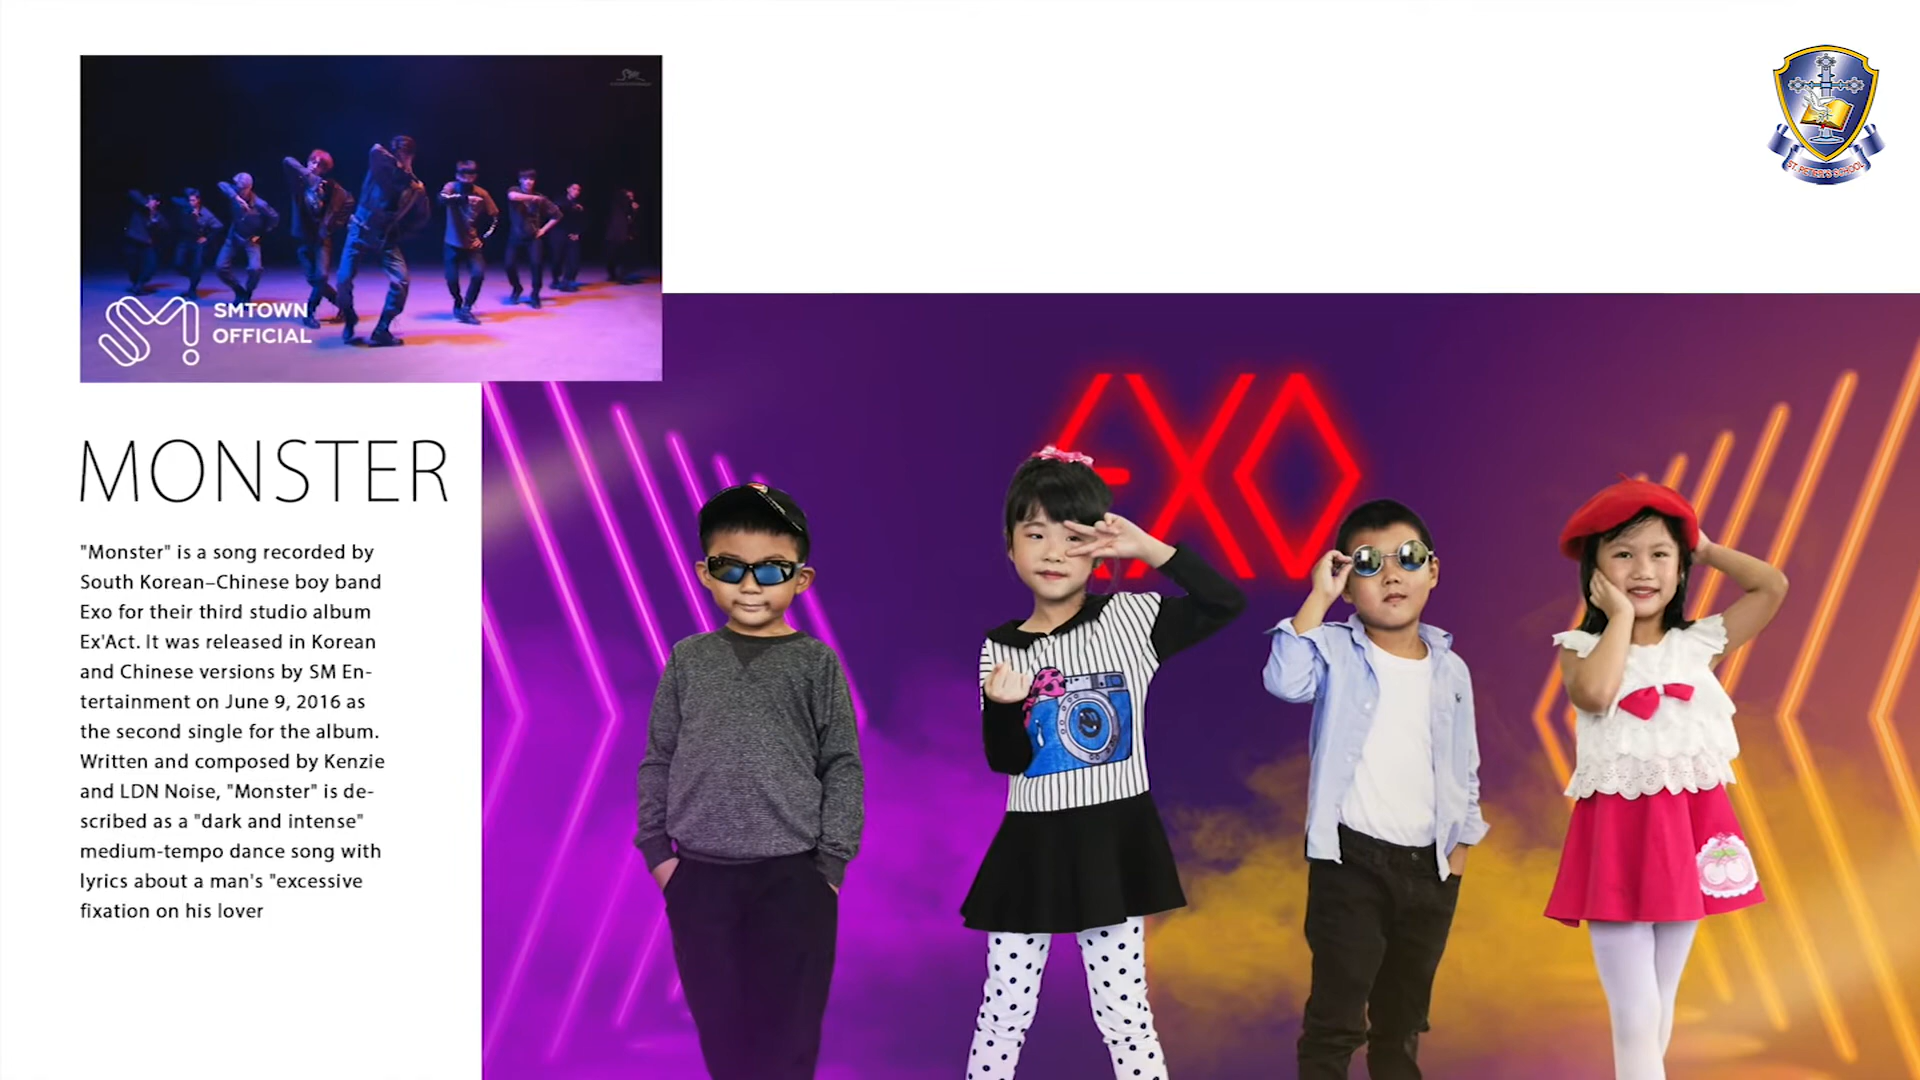 SMTOWN
OFFICIAL
ST. PETER'S SCHOOL
EXO
MONSTER
"Monster" is a song recorded by
South Korean–Chinese boy band
Exo for their third studio album
Ex'Act. It was released in Korean
and Chinese versions by SM En-
tertainment on June 9, 2016 as
the second single for the album.
Written and composed by Kenzie
and LDN Noise, "Monster" is de-
scribed as a "dark and intense"
medium-tempo dance song with
lyrics about a man's "excessive
fixation on his lover